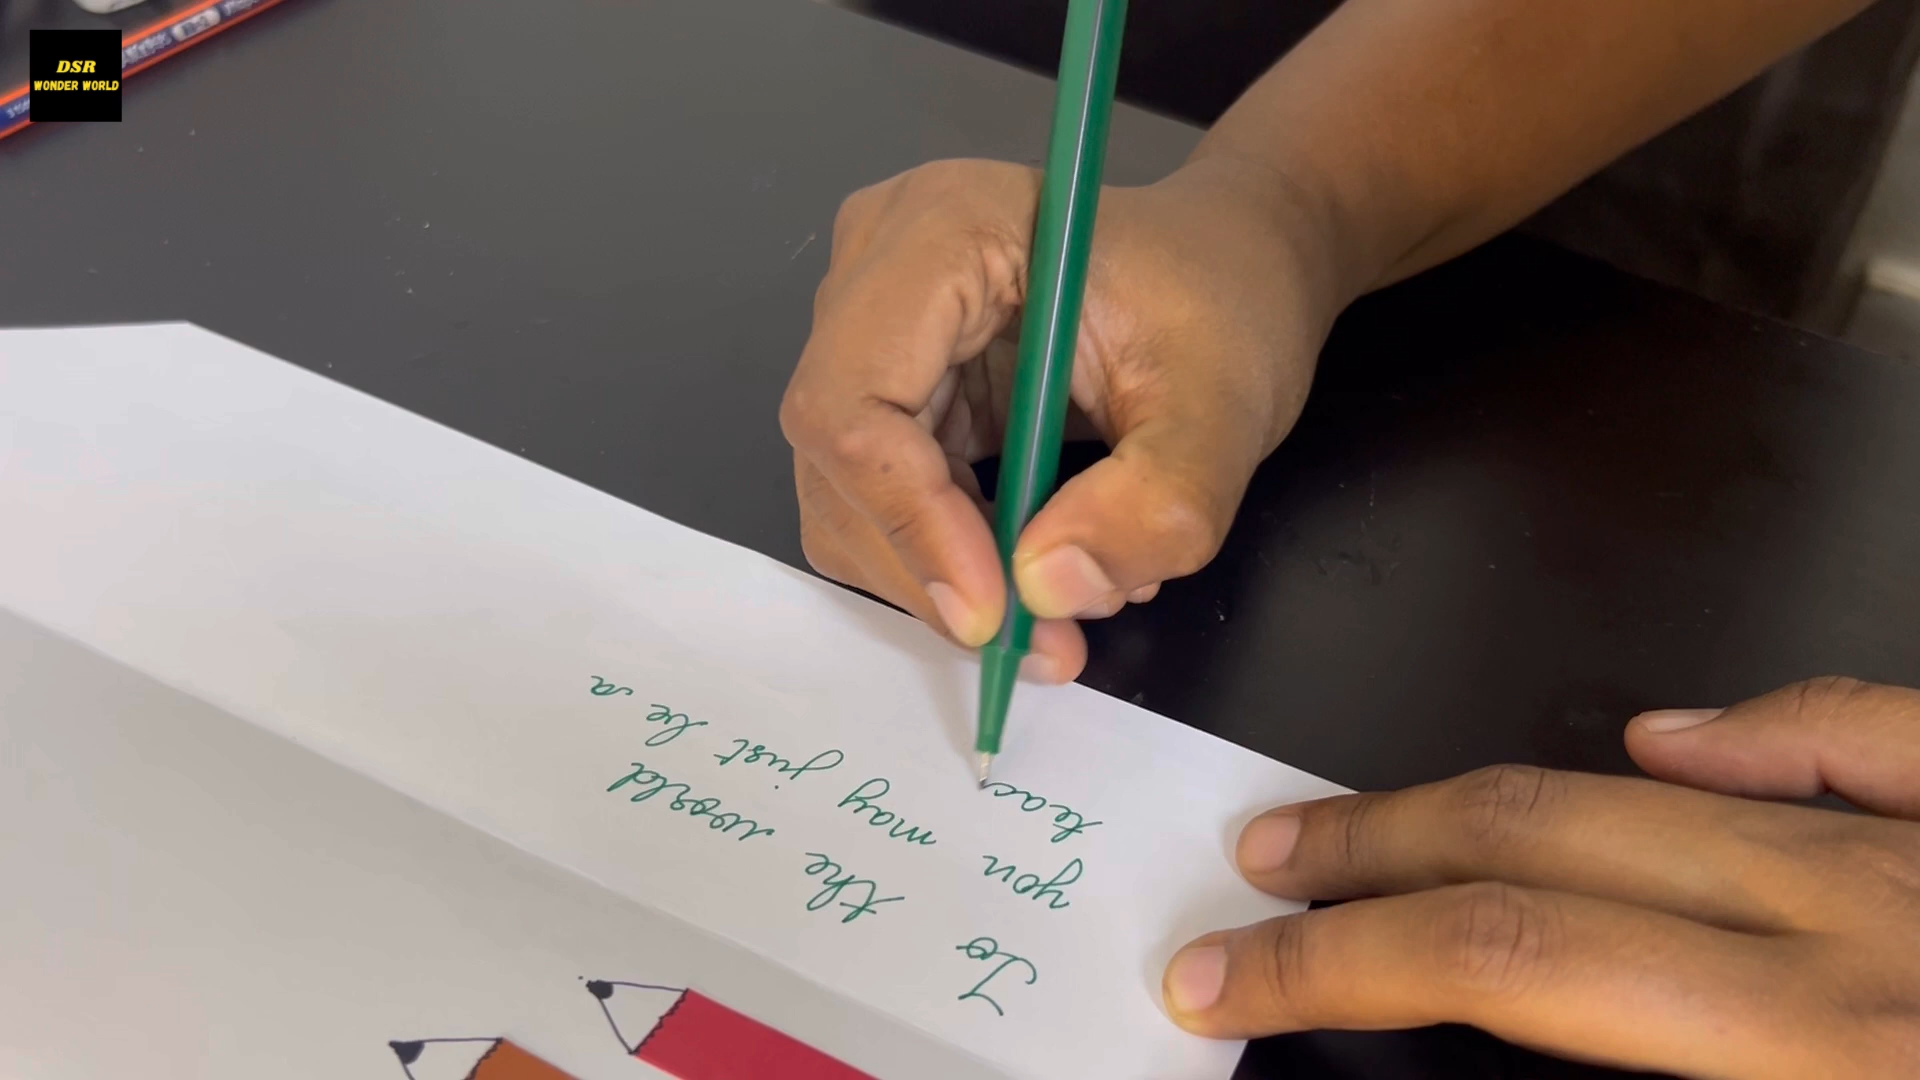 DSR
WONDER WORLD
To the world
you may just be a
teac